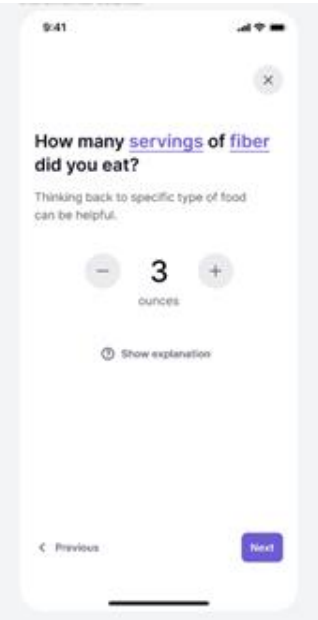 9:41
How many servings of fiber
did you eat?
Thinking back to specific type of food
can be helpful.
3
ounces
Show explanation
Previous
Next